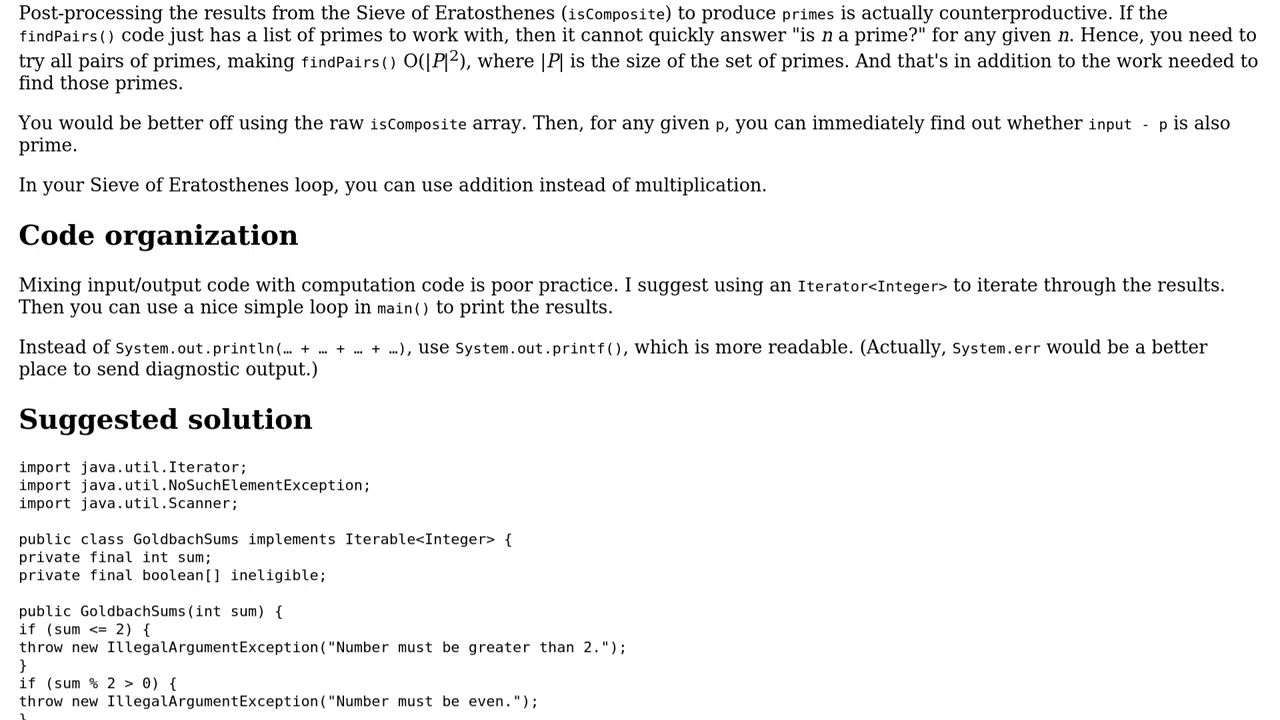 Post-processing the results from the Sieve of Eratosthenes (isComposite) to produce primes is actually counterproductive. If the
findPairs() code just has a list of primes to work with, then it cannot quickly answer "is n a prime?" for any given n. Hence, you need to
try all pairs of primes, making findPairs() O(|P|²), where |P| is the size of the set of primes. And that's in addition to the work needed to
find those primes.
You would be better off using the raw isComposite array. Then, for any given p, you can immediately find out whether input - p is also
prime.
In your Sieve of Eratosthenes loop, you can use addition instead of multiplication.
Code organization
Mixing input/output code with computation code is poor practice. I suggest using an Iterator<Integer> to iterate through the results.
Then you can use a nice simple loop in main() to print the results.
Instead of System.out.println(… + … + … + …), use System.out.printf(), which is more readable. (Actually, System.err would be a better
place to send diagnostic output.)
Suggested solution
import java.util.Iterator;
import java.util.NoSuchElementException;
import java.util.Scanner;
public class GoldbachSums implements Iterable<Integer> {
private final int sum;
private final boolean[] ineligible;
public GoldbachSums(int sum) {
if (sum <= 2) {
throw new IllegalArgumentException("Number must be greater than 2.");
}
if (sum % 2 > 0) {
throw new IllegalArgumentException("Number must be even.");
}